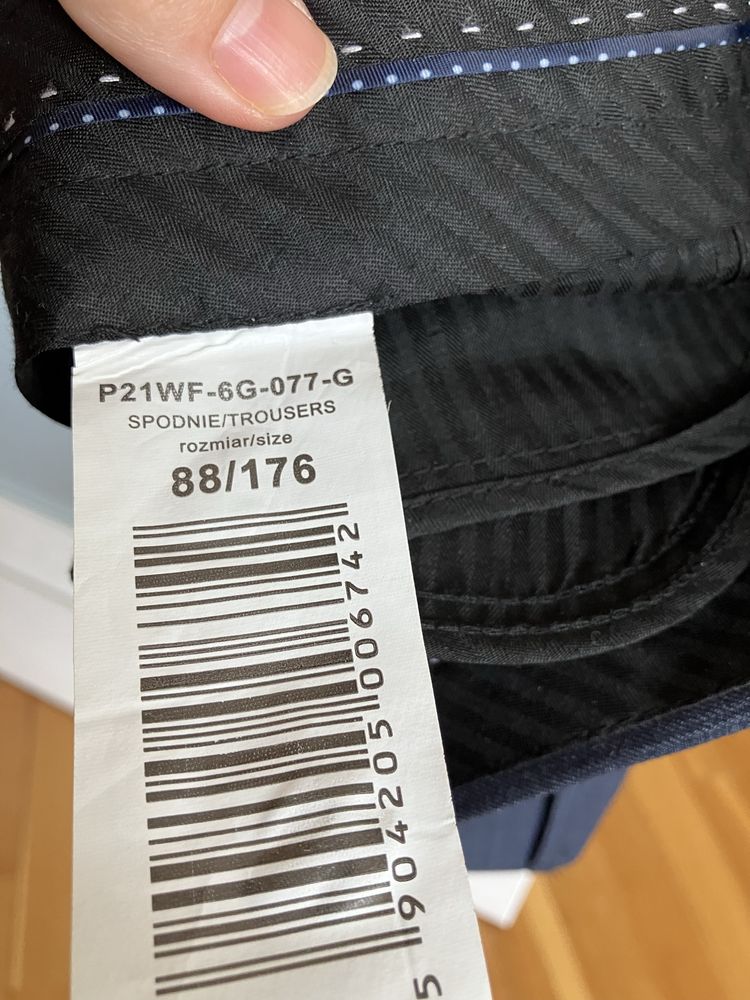 P21WF-6G-077-G
SPODNIE/TROUSERS
rozmiar/size
88/176
5 904205 006742